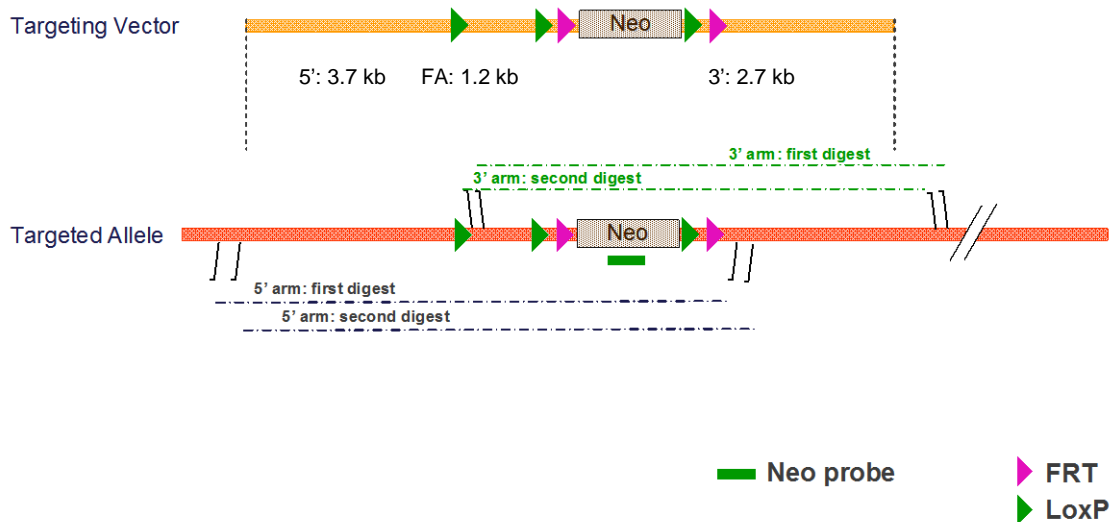 Targeting Vector
Neo
5’: 3.7 kb
FA: 1.2 kb
3’: 2.7 kb
3’ arm: first digest
3’ arm: second digest
Targeted Allele
Neo
5’ arm: first digest
5’ arm: second digest
Neo probe
FRT
LoxP